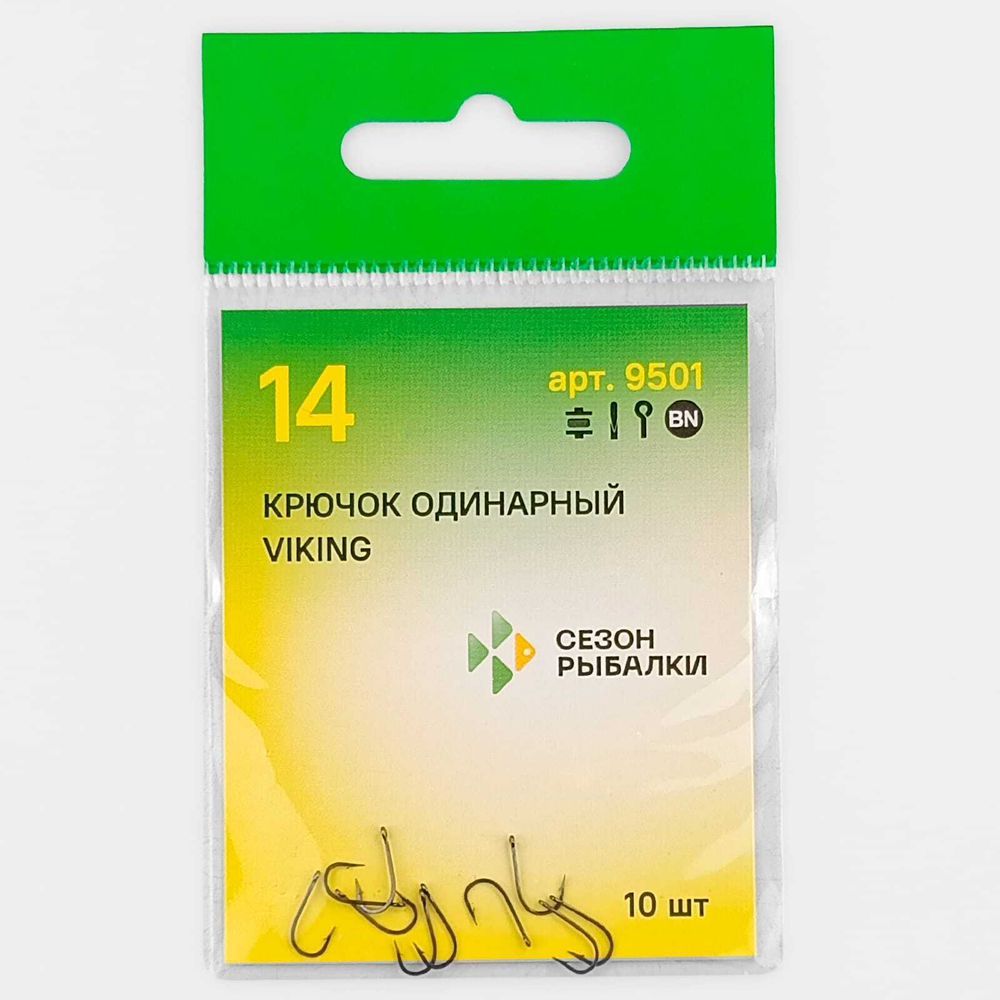 14
арт. 9501
BN
КРЮЧОК ОДИНАРНЫЙ
VIKING
СЕЗОН
РЫБАЛКИ
10 шт